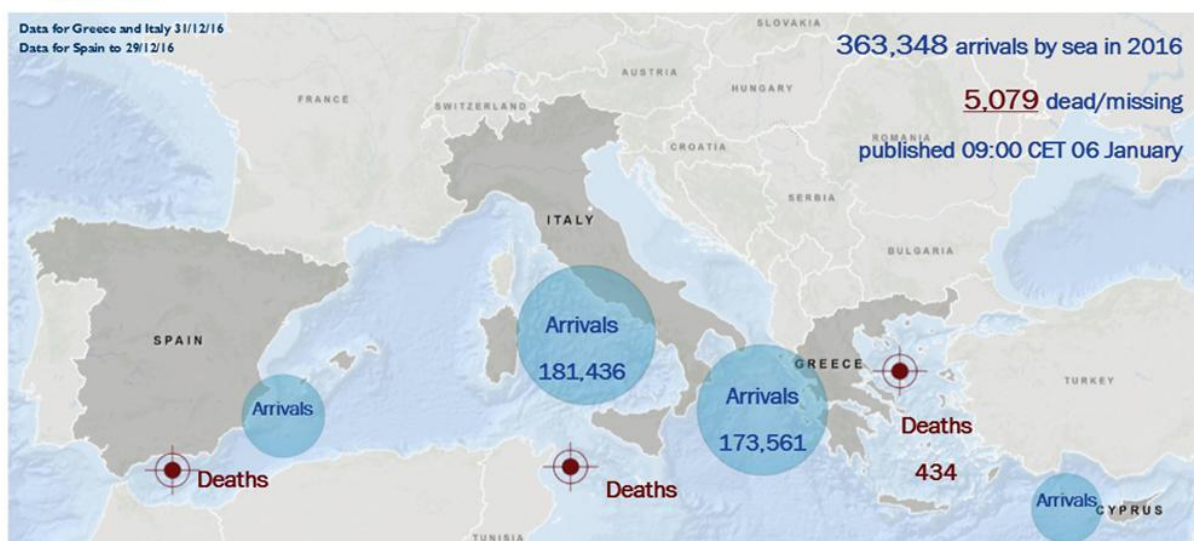 Data for Greece and Italy 31/12/16
Data for Spain to 29/12/16
363,348 arrivals by sea in 2016
5,079 dead/missing
published 09:00 CET 06 January
SLOVAKIA
AUSTRIA
HUNGARY
FRANCE
SWITZERLAND
ROMANIA
CROATIA
SERBIA
ITALY
BULGARIA
SPAIN
Arrivals
181,436
GREECE
TURKEY
Arrivals
Arrivals
173,561
Deaths
434
Deaths
Deaths
Arrivals
CYPRUS
TUNISIA